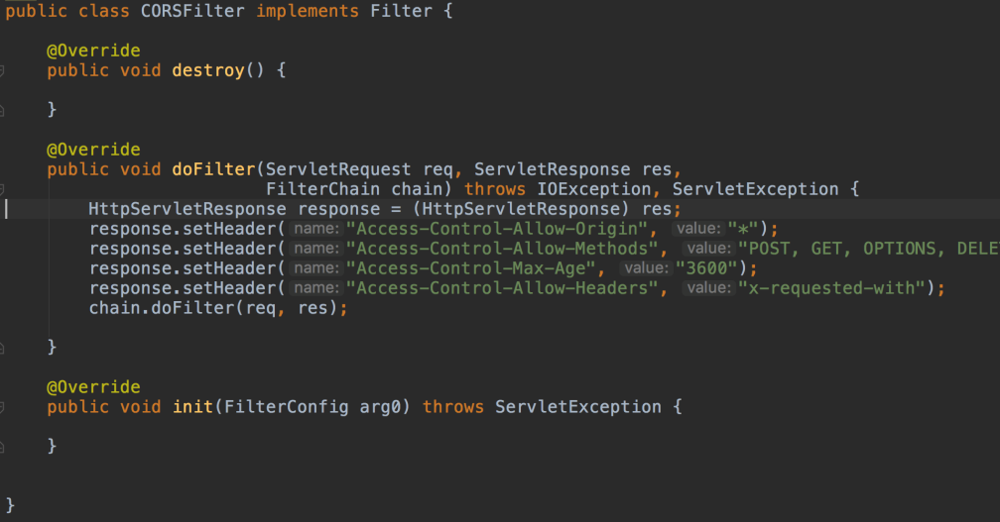 public class CORSFilter implements Filter {
@Override
public void destroy() {
}
@Override
public void doFilter(ServletRequest req, ServletResponse res,
FilterChain chain) throws IOException, ServletException {
HttpServletResponse response = (HttpServletResponse) res;
response.setHeader( name: "Access-Control-Allow-Origin", value: "*");
response.setHeader( name: "Access-Control-Allow-Methods", value: "POST, GET, OPTIONS, DELE
response.setHeader( name: "Access-Control-Max-Age", value: "3600");
response.setHeader( name: "Access-Control-Allow-Headers", value: "x-requested-with");
chain.doFilter(req, res);
}
@Override
public void init(FilterConfig arg0) throws ServletException {
}
}